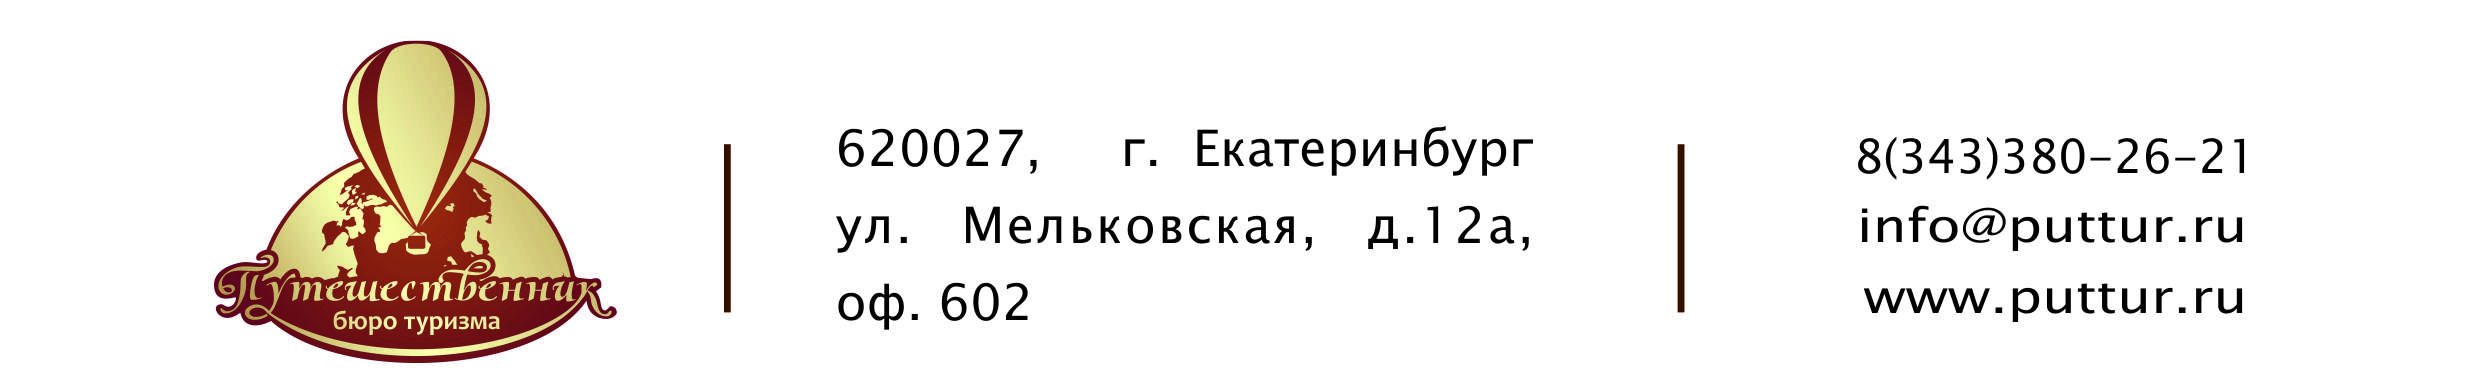 Путешественник
бюро туризма
620027, г. Екатеринбург
ул. Мельковская, д.12а,
оф. 602
8(343)380-26-21
info@puttur.ru
www.puttur.ru